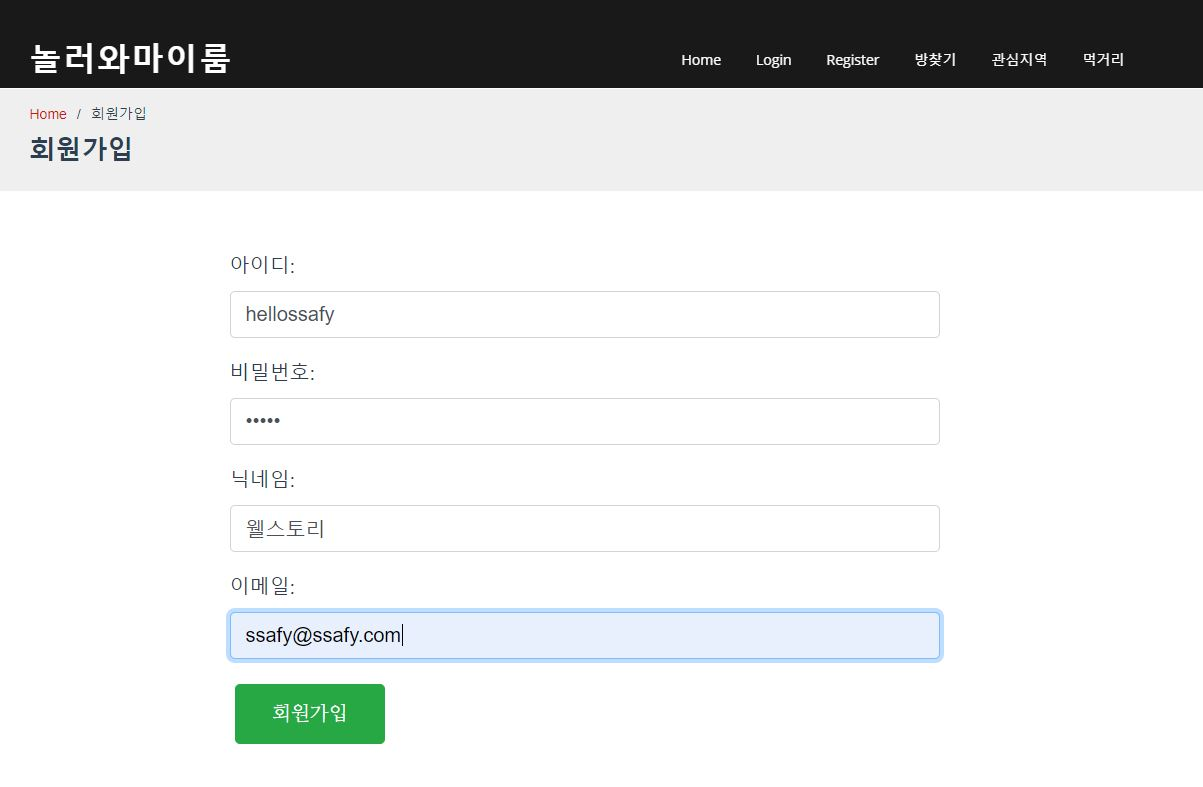 놀러와마이룸
Home Login Register 방찾기 관심지역 먹거리
Home / 회원가입
회원가입
아이디:
hellossafy
비밀번호:
•••••
닉네임:
웰스토리
이메일:
ssafy@ssafy.com
회원가입